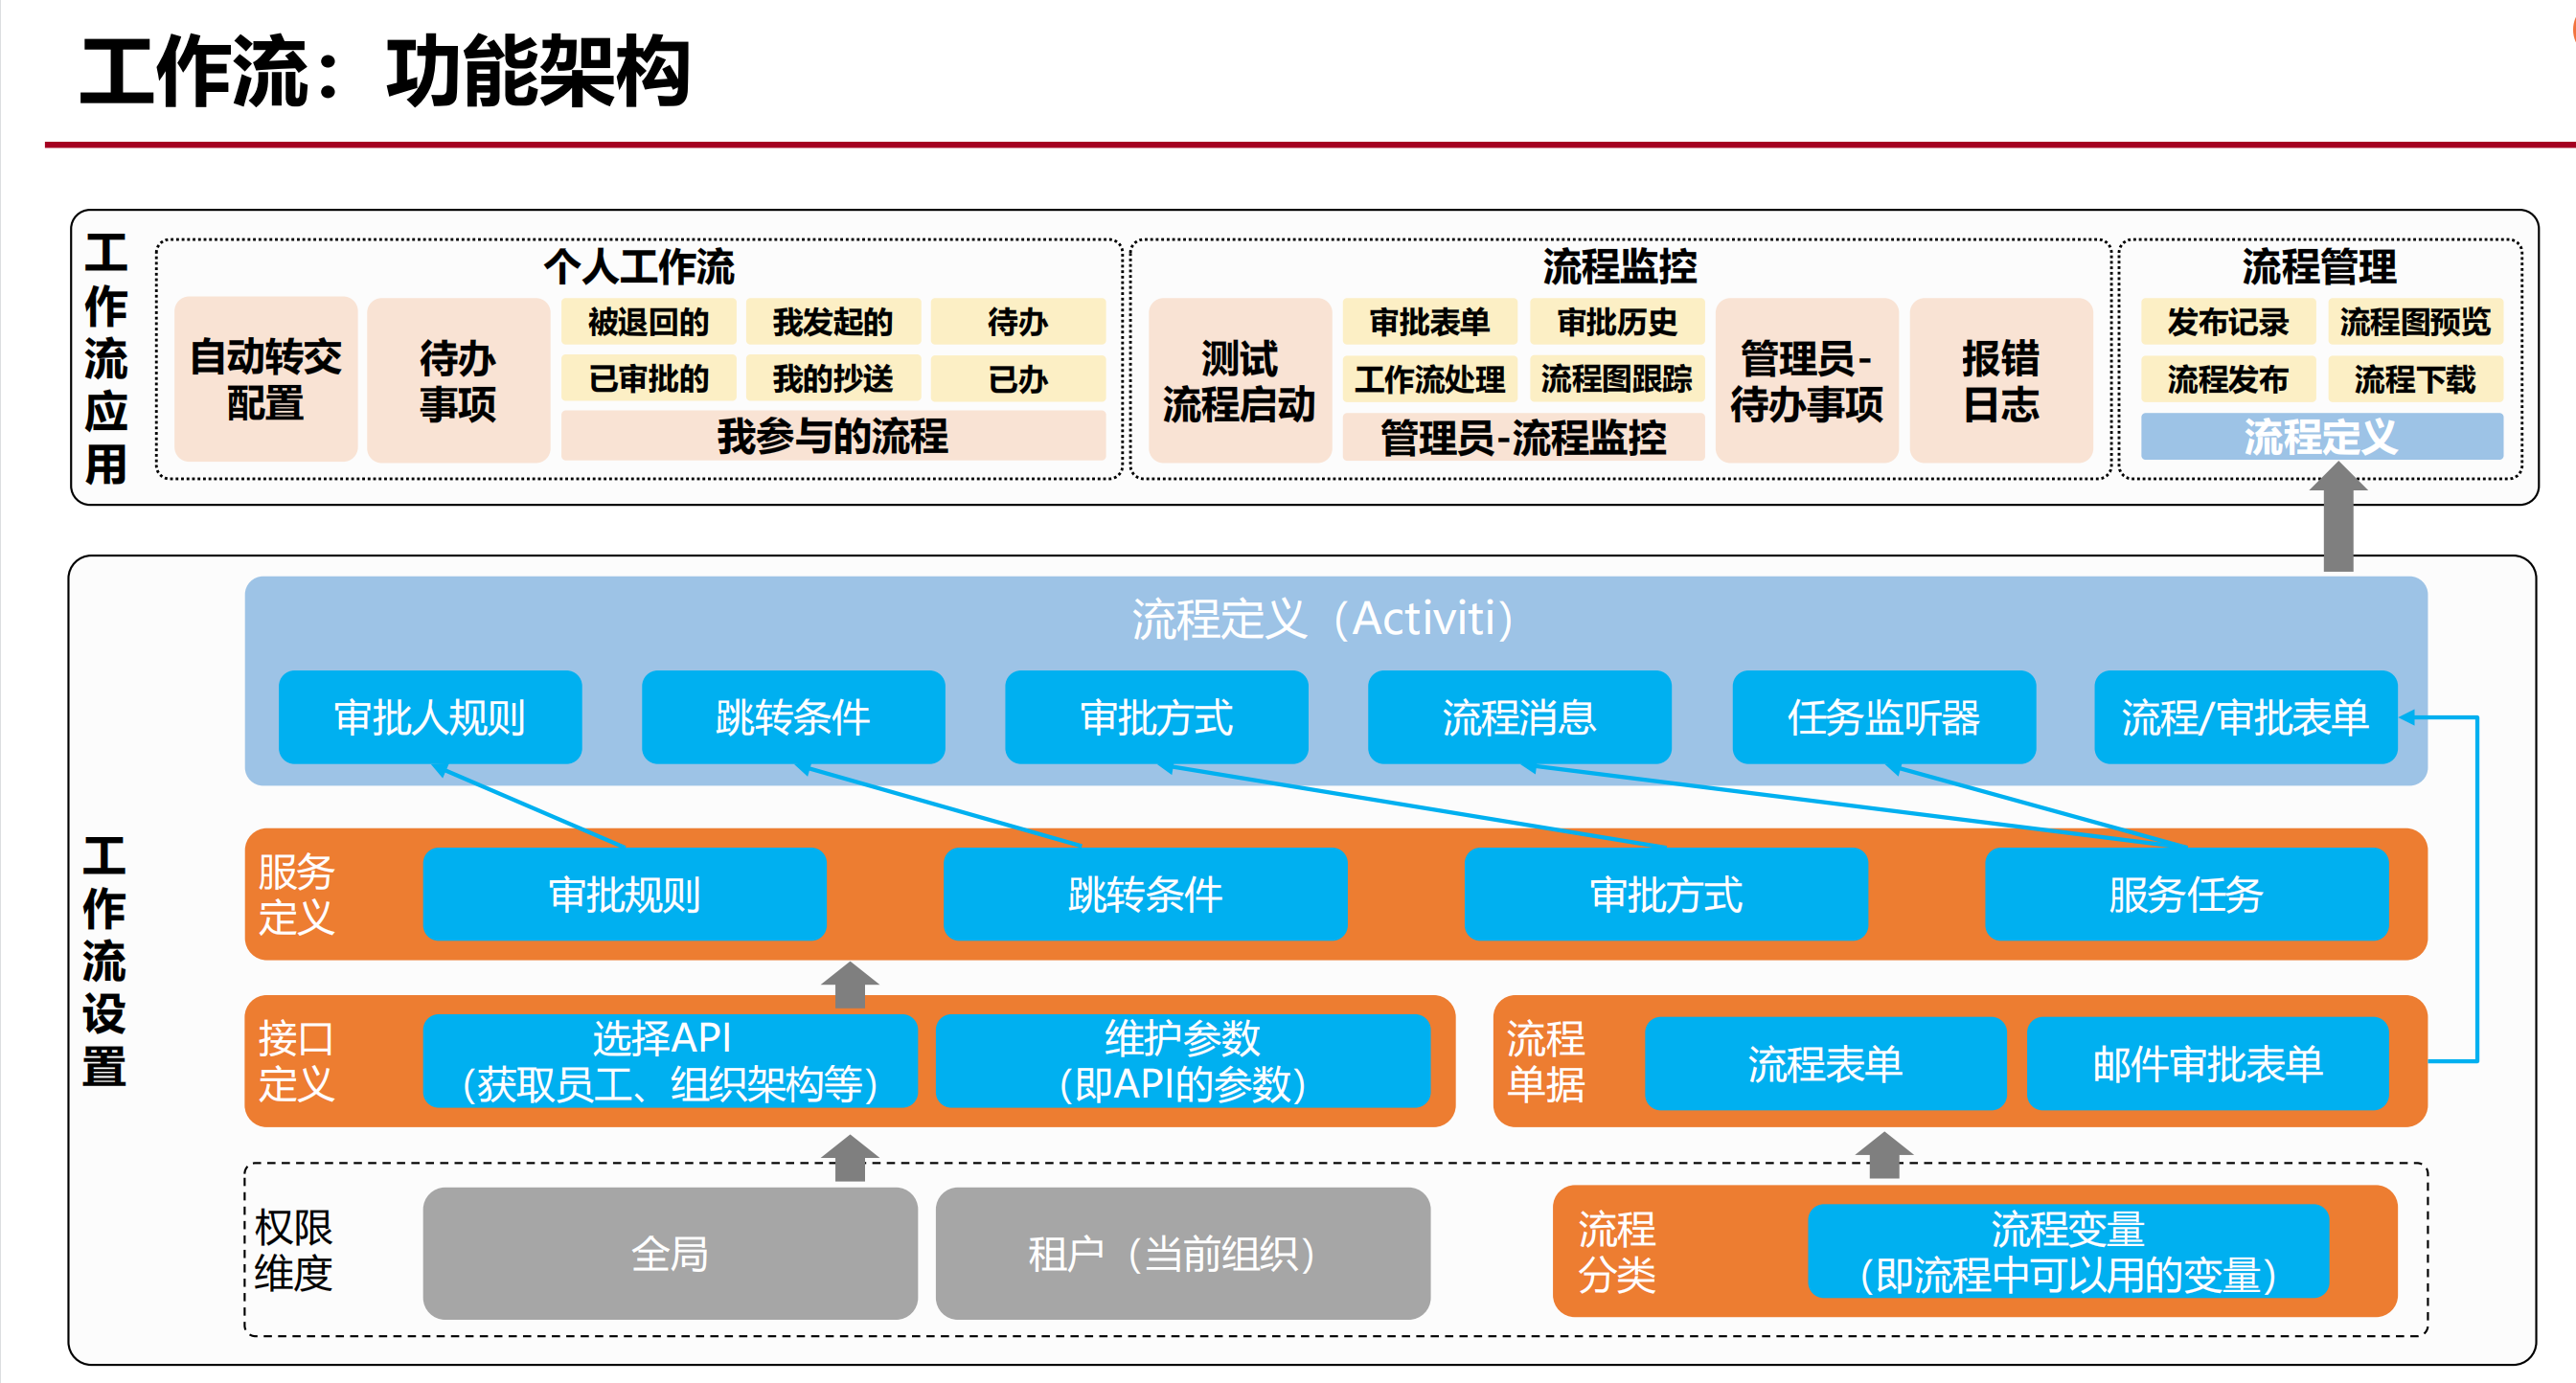 工作流：功能架构
工作流应用
个人工作流
自动转交
配置
待办
事项
被退回的
我发起的
待办
已审批的
我的抄送
已办
我参与的流程
流程监控
测试
流程启动
审批表单
审批历史
工作流处理
流程图跟踪
管理员-流程监控
管理员-
待办事项
报错
日志
流程管理
发布记录
流程图预览
流程发布
流程下载
流程定义
工作流设置
流程定义（Activiti）
审批人规则
跳转条件
审批方式
流程消息
任务监听器
流程/审批表单
服务
定义
审批规则
跳转条件
审批方式
服务任务
接口
定义
选择API
（获取员工、组织架构等）
维护参数
（即API的参数）
流程
单据
流程表单
邮件审批表单
权限
维度
全局
租户（当前组织）
流程
分类
流程变量
（即流程中可以用的变量）